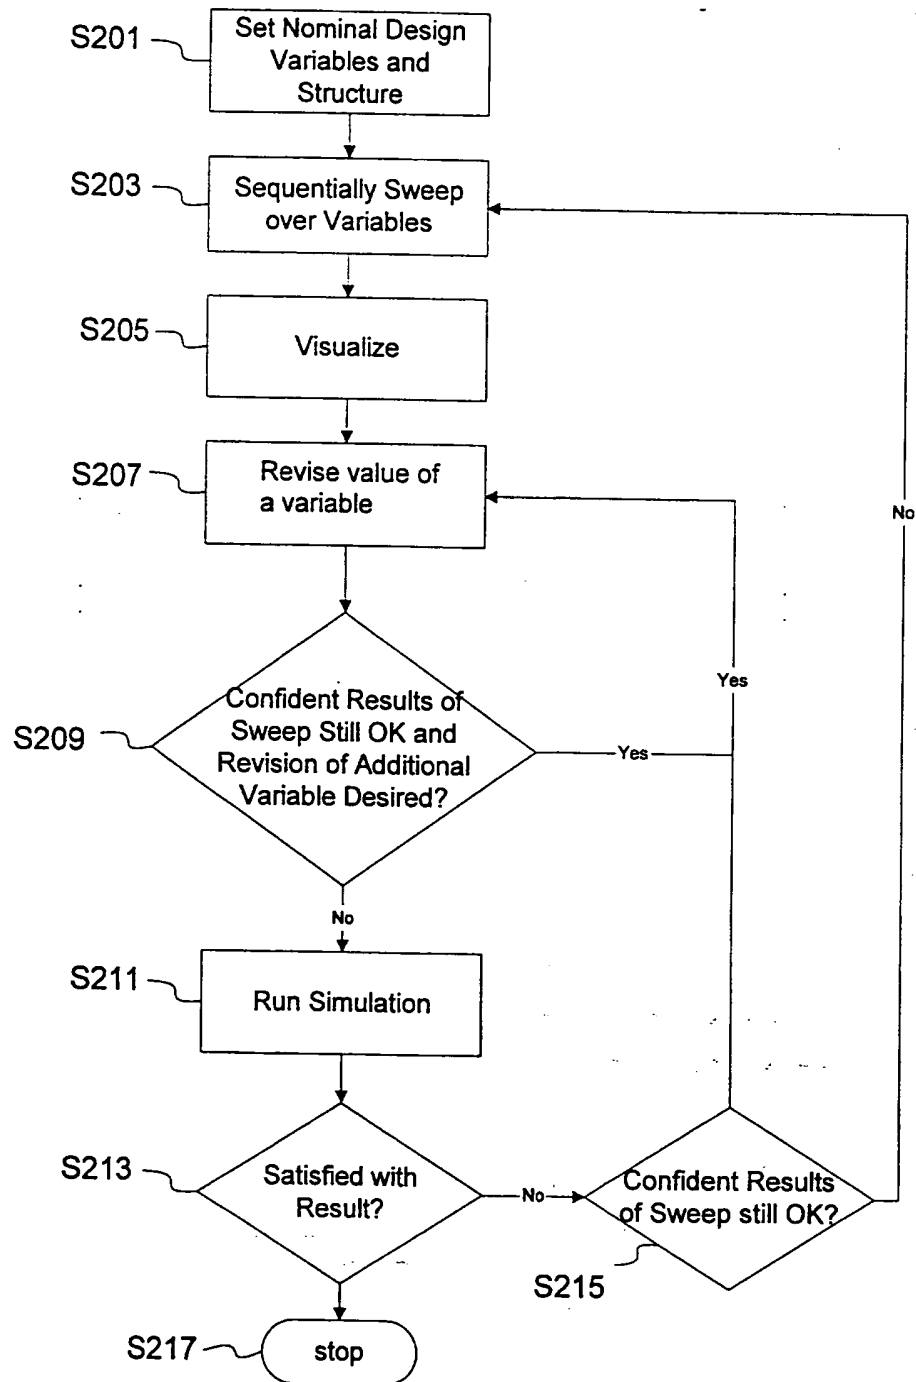 S201
Set Nominal Design
Variables and
Structure
S203
Sequentially Sweep
over Variables
S205
Visualize
S207
Revise value of
a variable
No
Yes
S209
Confident Results of
Sweep Still OK and
Revision of Additional
Variable Desired?
Yes
No
S211
Run Simulation
S213
Satisfied with
Result?
No
Confident Results
of Sweep still OK?
S215
S217
stop